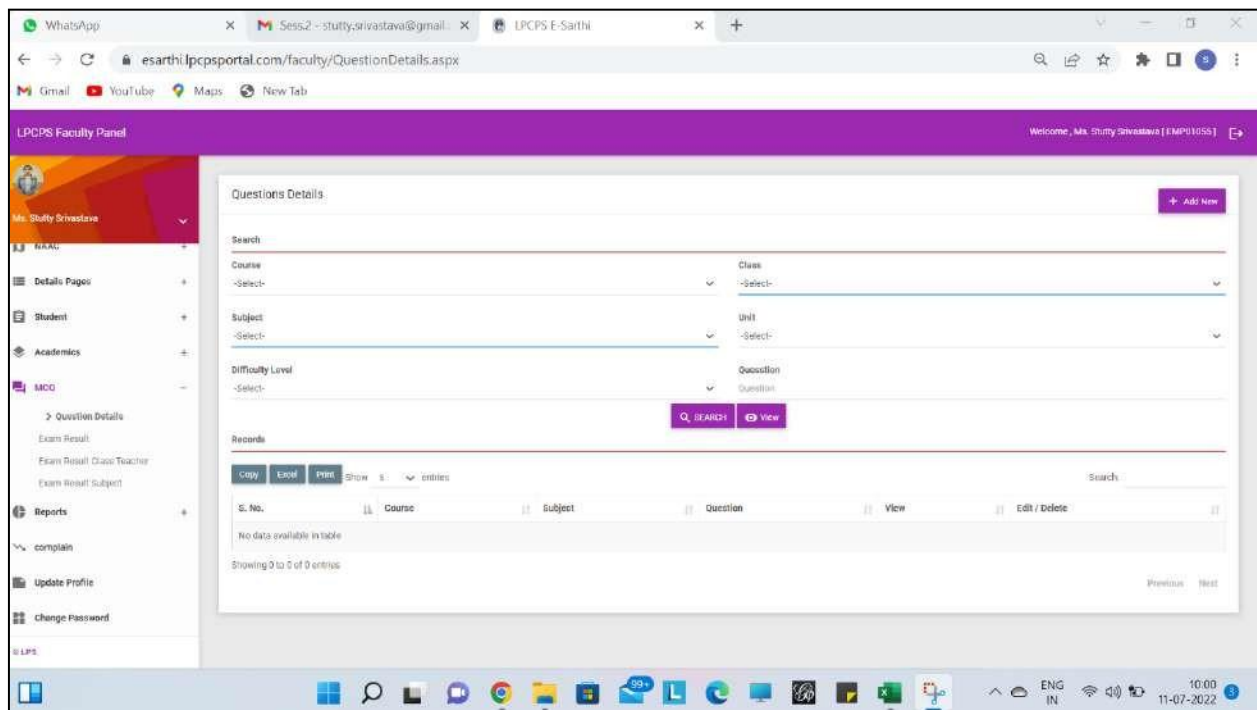 WhatsApp
Sess.2 - stutty.srivastava@gmail.
LPCPS E-Sarthi
esarthi.lpcpsportal.com/faculty/QuestionDetails.aspx
S
Gmail
YouTube
Maps
New Tab
LPCPS Faculty Panel
Welcome , Ms. Stutty Srivastava [ EMP01055 ]
Ms. Stutty Srivastava
NAAC
Details Pages
Student
Academics
MCQ
> Question Details
Exam Result
Exam Result Class Teacher
Exam Result Subject
Reports
complain
Update Profile
Change Password
© LPS
Questions Details
+ Add New
Search
Course
-Select-
Class
-Select-
Subject
-Select-
Unit
-Select-
Difficulty Level
-Select-
Quesstion
Question
SEARCH
View
Records
Copy
Excel
Print
Show 5 entries
Search
S. No.
Course
Subject
Question
View
Edit / Delete
No data available in table
Showing 0 to 0 of 0 entries
Previous
Next
99+
ENG
IN
10:00
11-07-2022
3